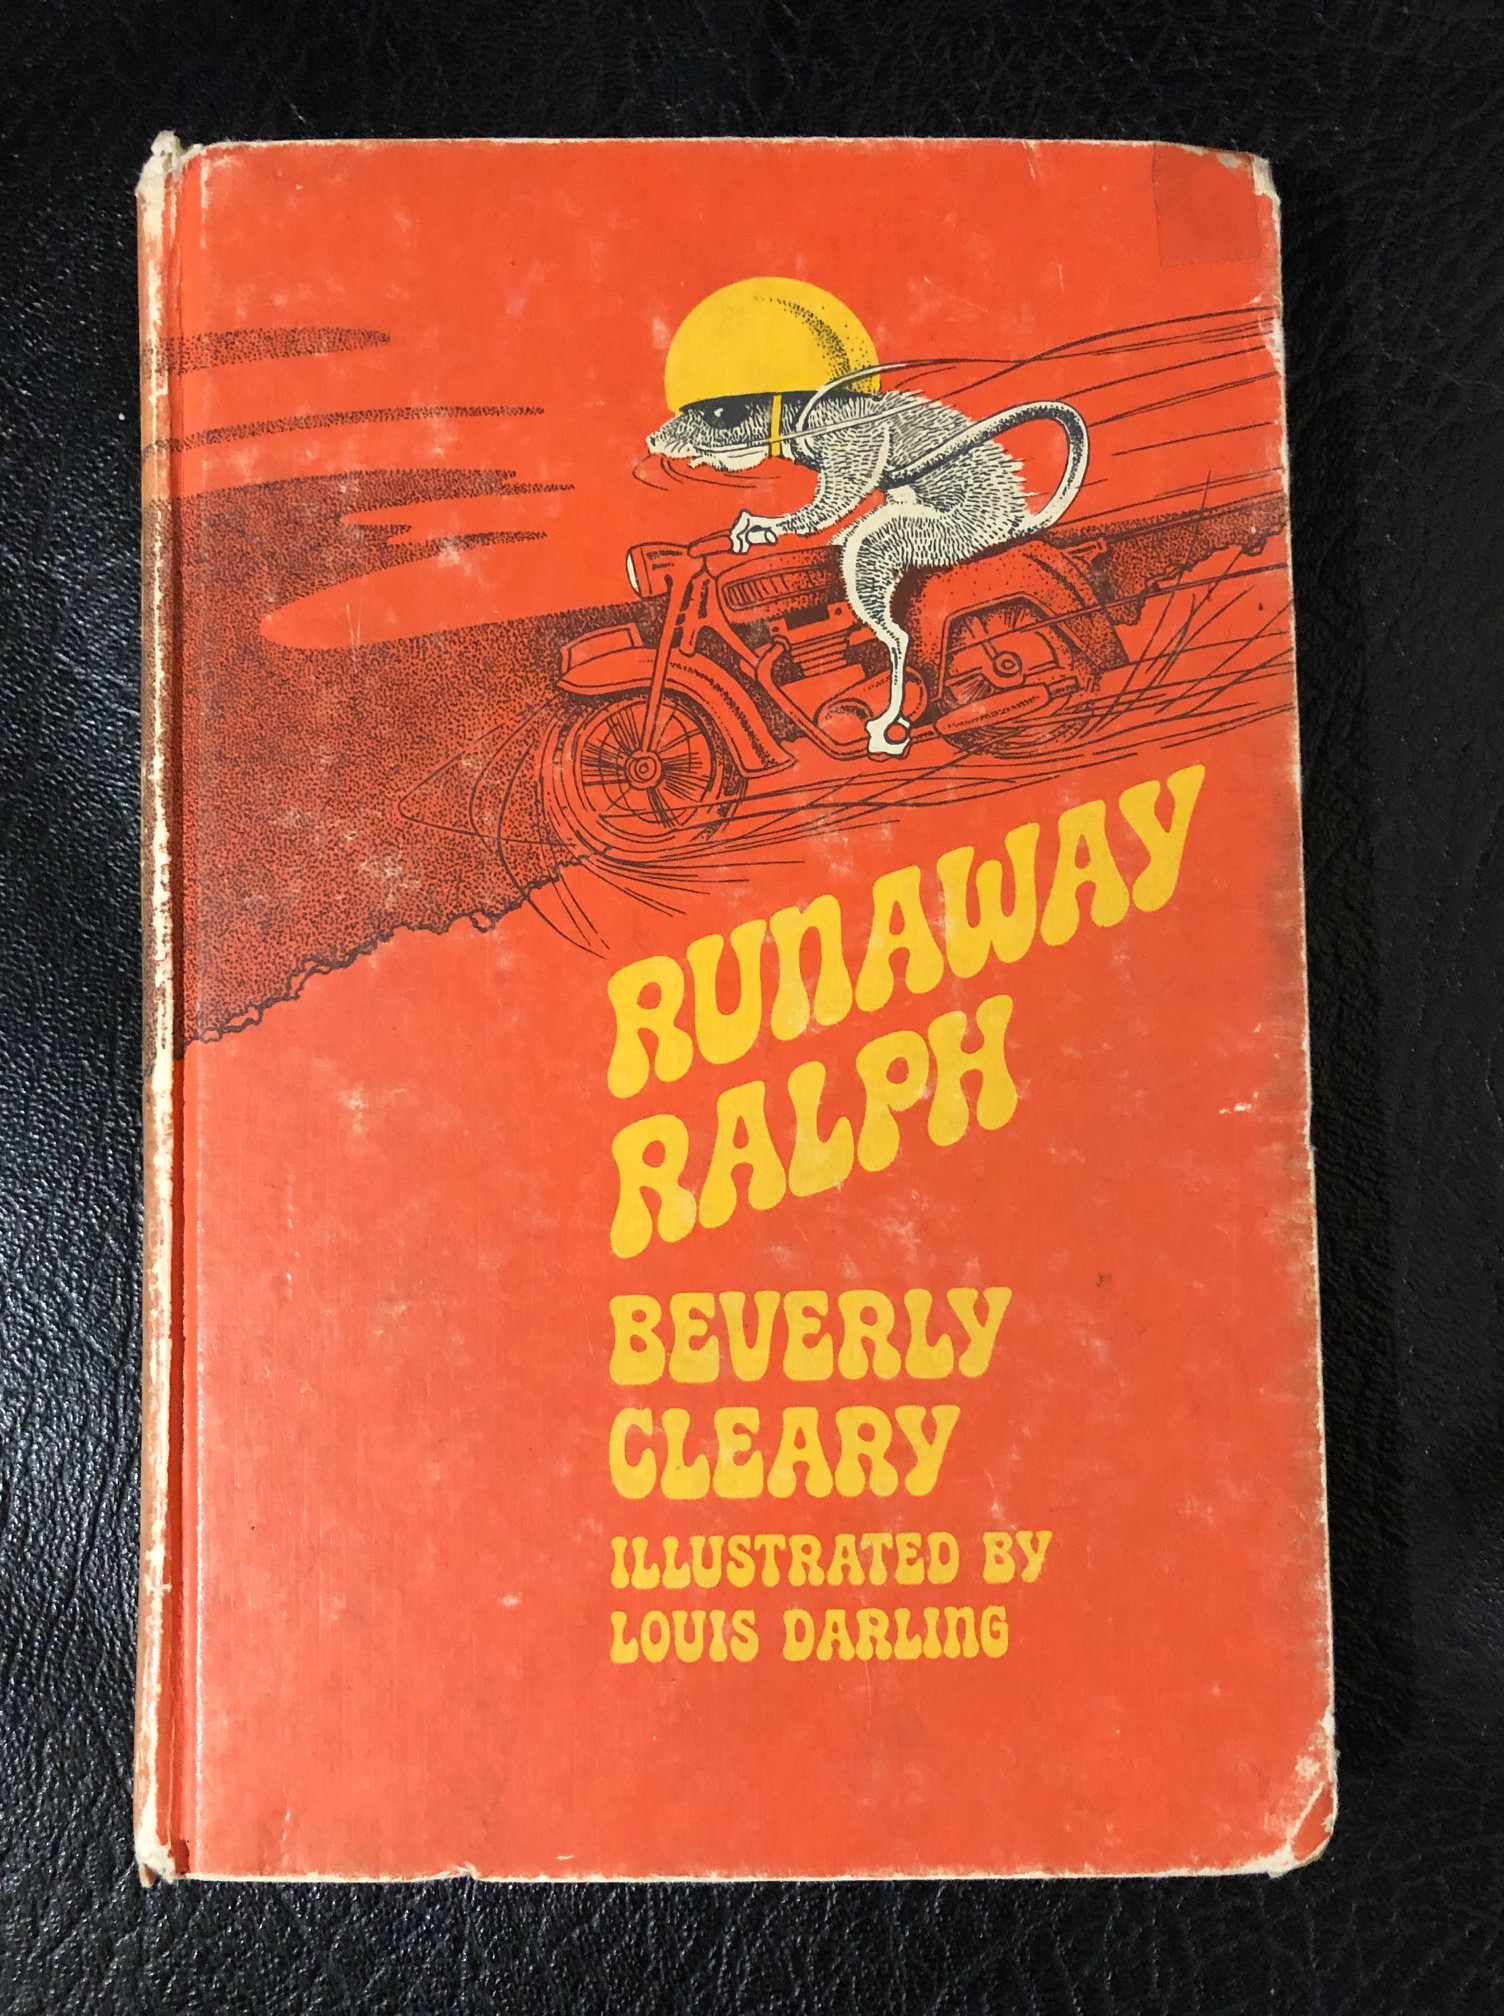 RUNAWAY
RALPH
BEVERLY
CLEARY
ILLUSTRATED BY
LOUIS DARLING